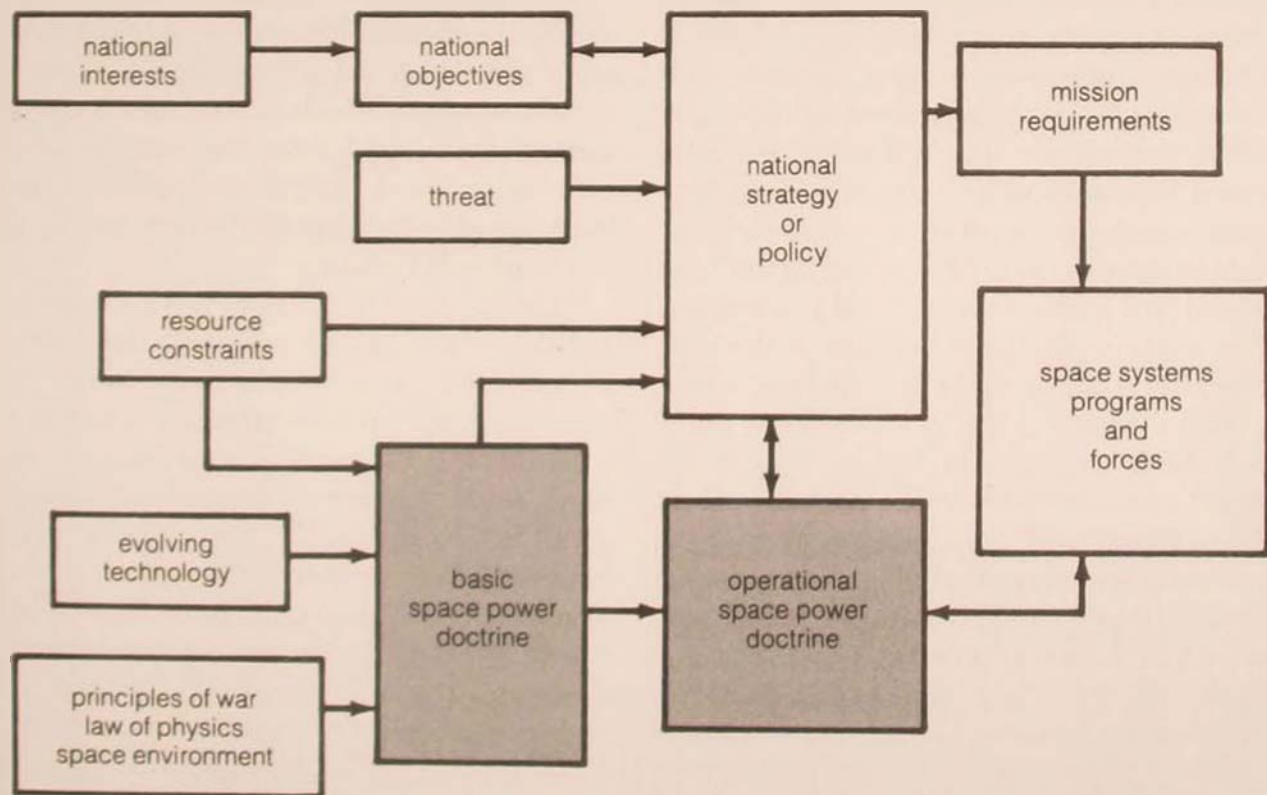 national
interests
national
objectives
threat
national
strategy
or
policy
mission
requirements
resource
constraints
space systems
programs
and
forces
evolving
technology
basic
space power
doctrine
operational
space power
doctrine
principles of war
law of physics
space environment